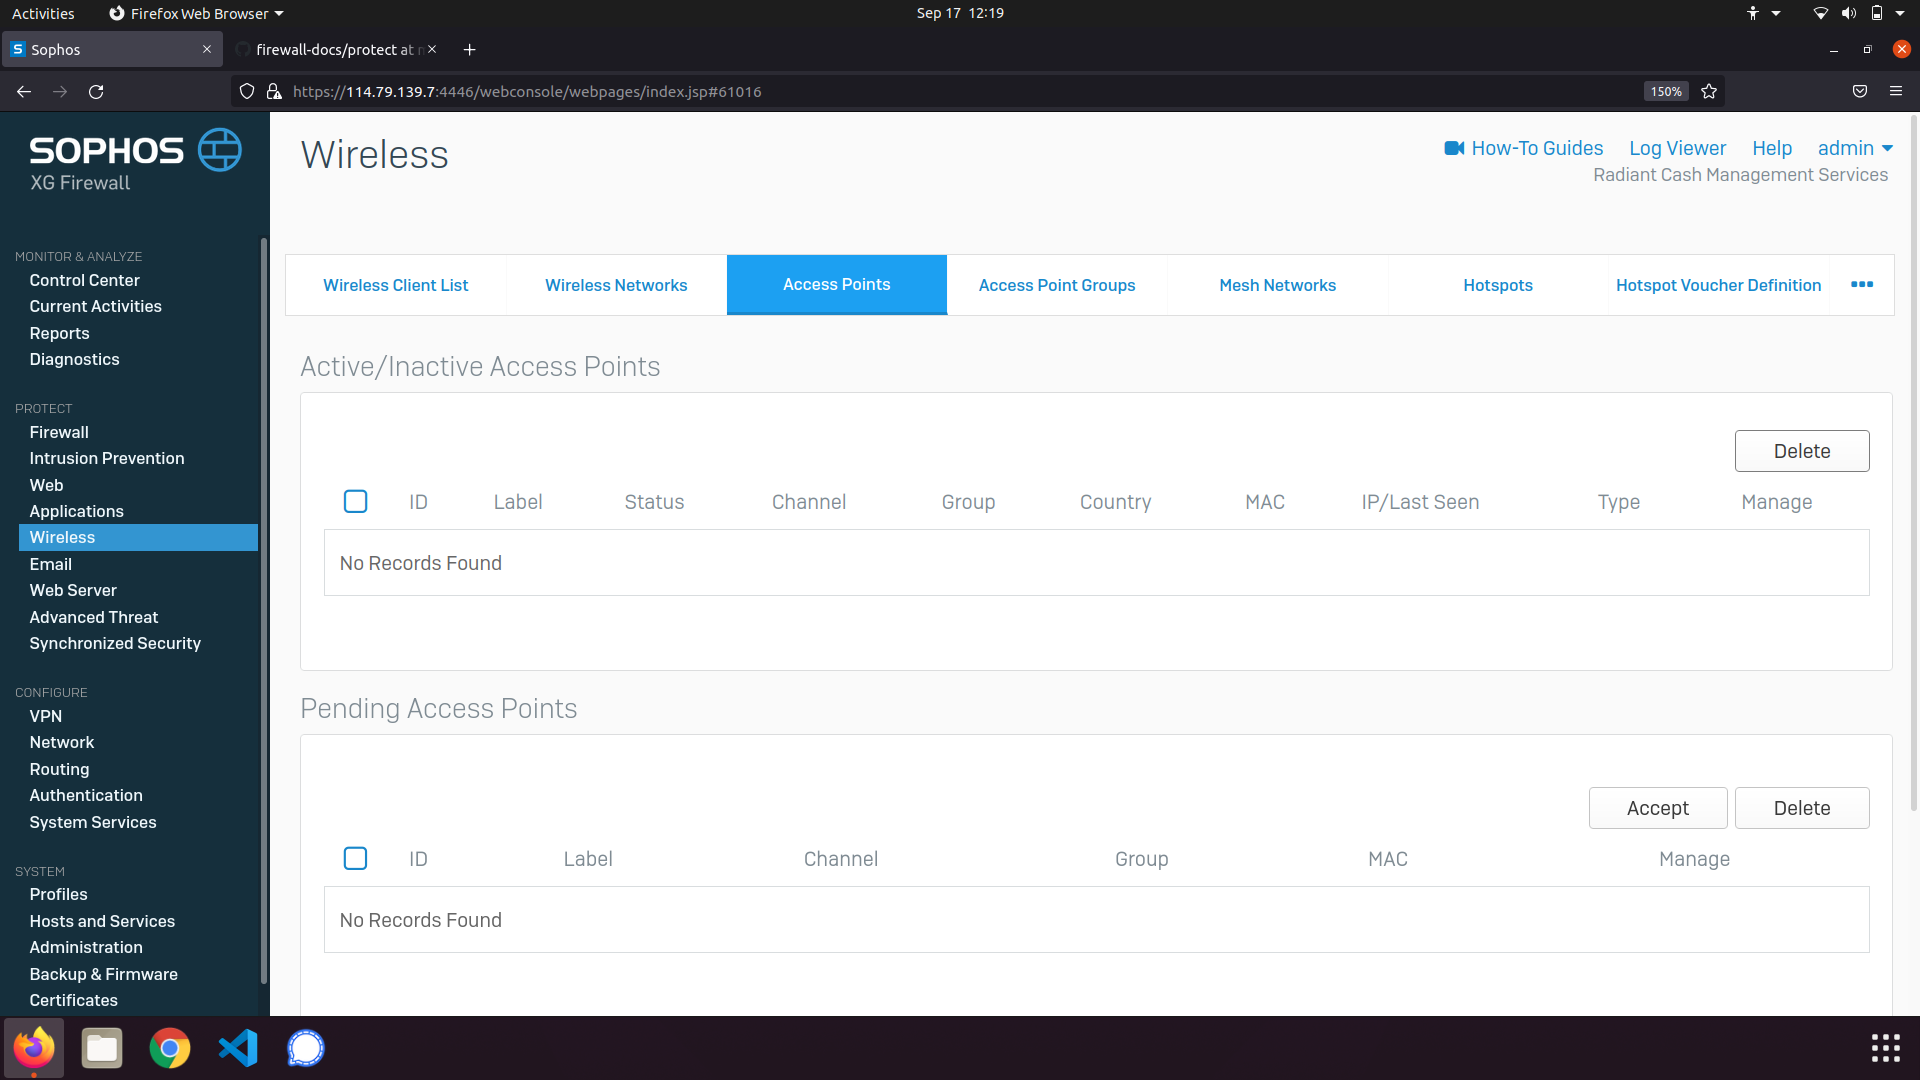 Activities
Firefox Web Browser
Sep 17 12:19
Sophos
firewall-docs/protect at
https://114.79.139.7:4446/webconsole/webpages/index.jsp#61016
150%
SOPHOS
XG Firewall
Wireless
How-To Guides
Log Viewer
Help
admin
Radiant Cash Management Services
MONITOR & ANALYZE
Control Center
Current Activities
Reports
Diagnostics
PROTECT
Firewall
Intrusion Prevention
Web
Applications
Wireless
Email
Web Server
Advanced Threat
Synchronized Security
CONFIGURE
VPN
Network
Routing
Authentication
System Services
SYSTEM
Profiles
Hosts and Services
Administration
Backup & Firmware
Certificates
Wireless Client List
Wireless Networks
Access Points
Access Point Groups
Mesh Networks
Hotspots
Hotspot Voucher Definition
Active/Inactive Access Points
Delete
ID Label Status Channel Group Country MAC IP/Last Seen Type Manage
No Records Found
Pending Access Points
Accept
Delete
ID Label Channel Group MAC Manage
No Records Found